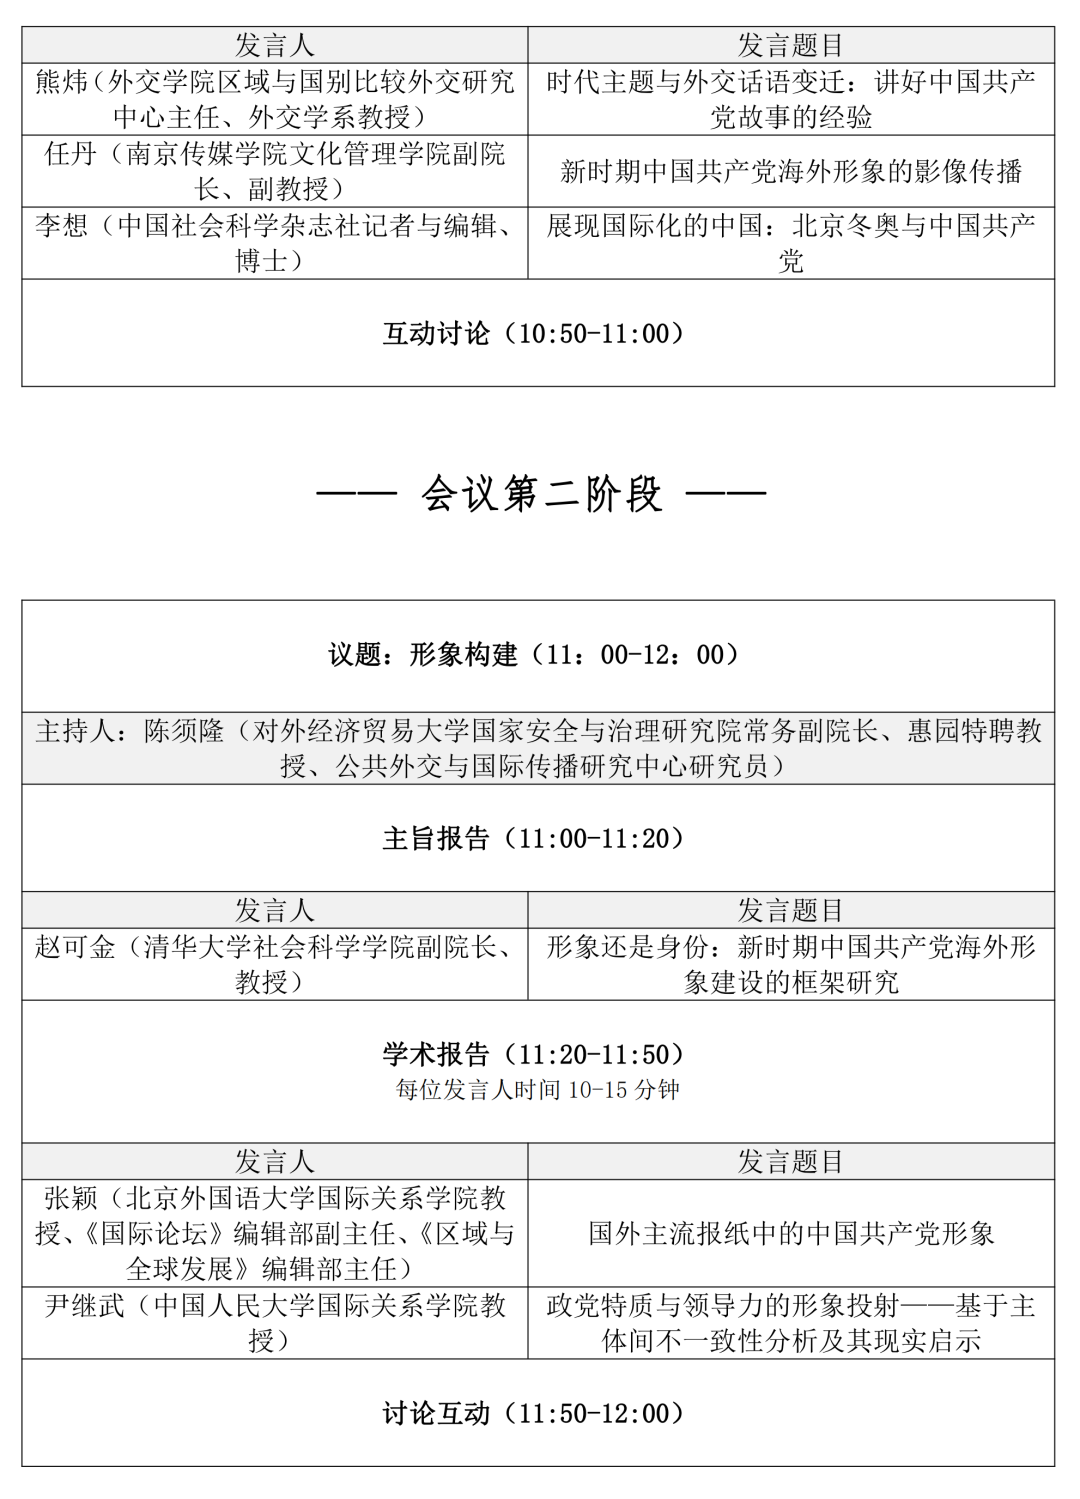 发言人 发言题目
熊炜（外交学院区域与国别比较外交研究 时代主题与外交话语变迁：讲好中国共产
中心主任、外交学系教授） 党故事的经验
任丹（南京传媒学院文化管理学院副院
长、副教授）
新时期中国共产党海外形象的影像传播
李想（中国社会科学杂志社记者与编辑、 展现国际化的中国：北京冬奥与中国共产
博士） 党
互动讨论（10:50-11:00）
—— 会议第二阶段 ——
议题：形象构建（11：00-12：00）
主持人：陈须隆（对外经济贸易大学国家安全与治理研究院常务副院长、惠园特聘教
授、公共外交与国际传播研究中心研究员）
主旨报告（11:00-11:20）
发言人 发言题目
赵可金（清华大学社会科学学院副院长、 形象还是身份：新时期中国共产党海外形
教授） 象建设的框架研究
学术报告（11:20-11:50）
每位发言人时间 10-15 分钟
发言人 发言题目
张颖（北京外国语大学国际关系学院教
授、《国际论坛》编辑部副主任、《区域与
全球发展》编辑部主任）
国外主流报纸中的中国共产党形象
尹继武（中国人民大学国际关系学院教 政党特质与领导力的形象投射——基于主
授） 体间不一致性分析及其现实启示
讨论互动（11:50-12:00）